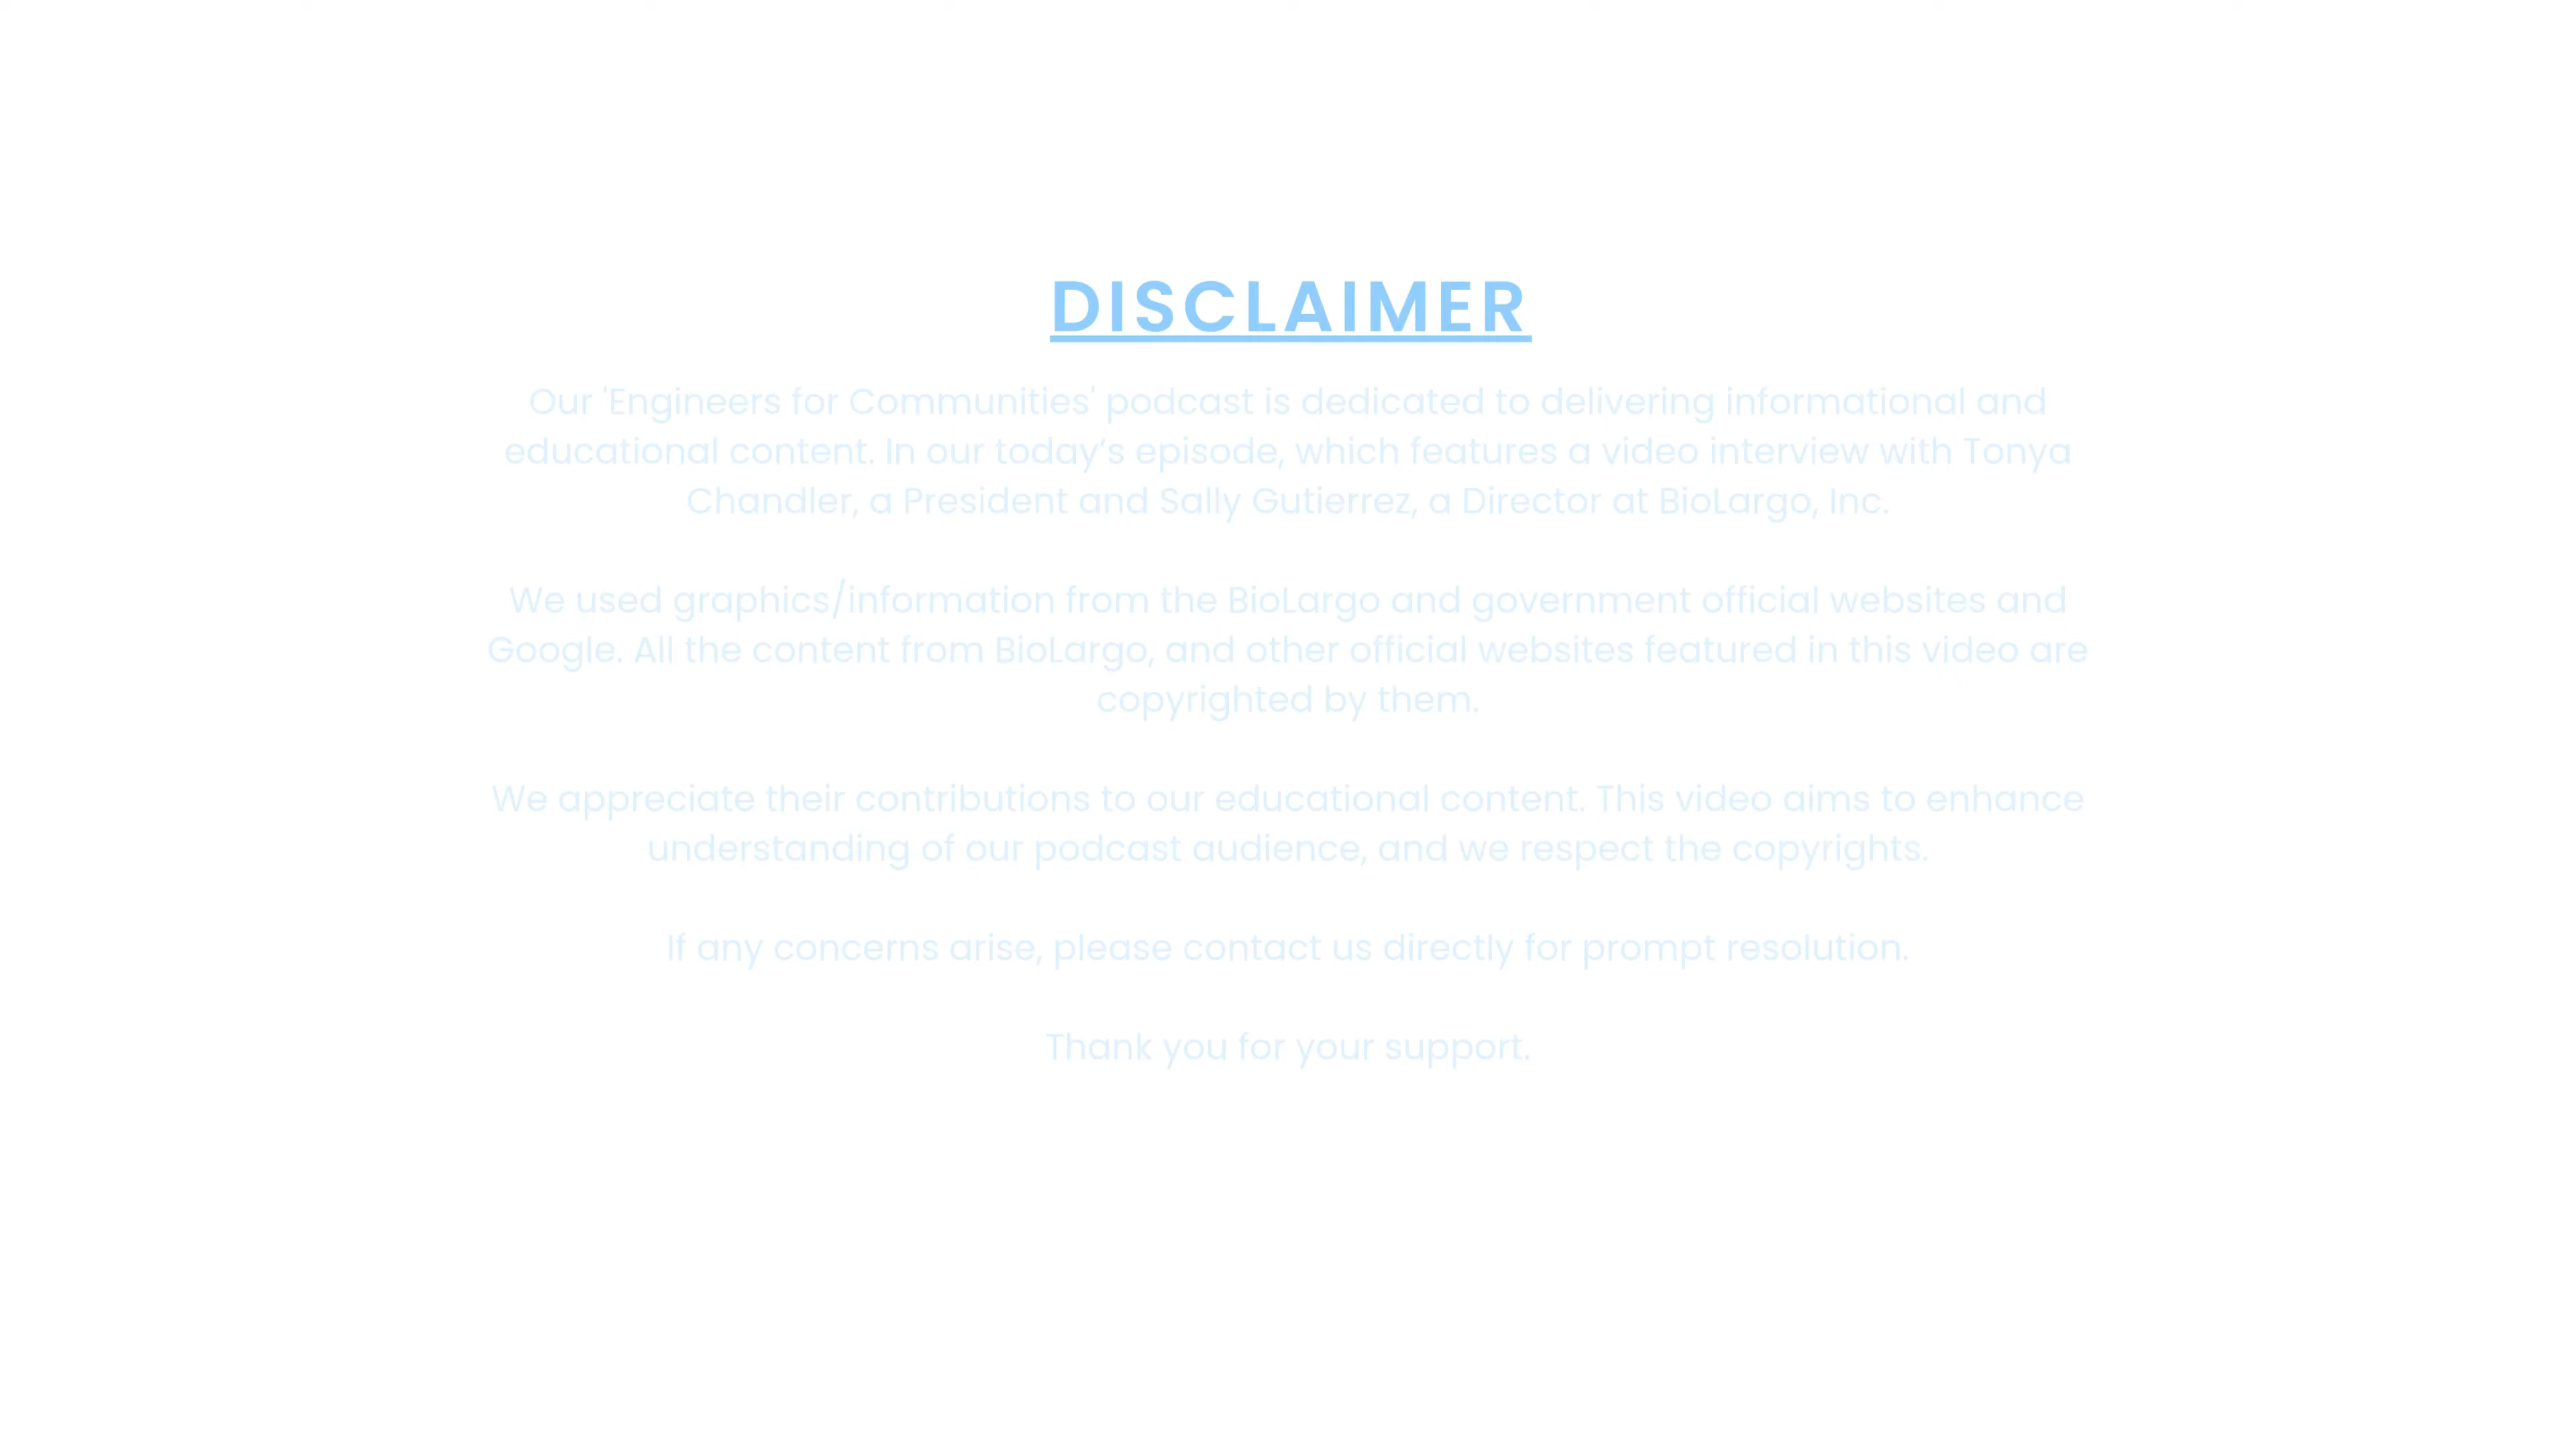 DISCLAIMER
Our 'Engineers for Communities' podcast is dedicated to delivering informational and
educational content. In our today’s episode, which features a video interview with Tonya
Chandler, a President and Sally Gutierrez, a Director at BioLargo, Inc.
We used graphics/information from the BioLargo and government official websites and
Google. All the content from BioLargo, and other official websites featured in this video are
copyrighted by them.
We appreciate their contributions to our educational content. This video aims to enhance
understanding of our podcast audience, and we respect the copyrights.
If any concerns arise, please contact us directly for prompt resolution.
Thank you for your support.